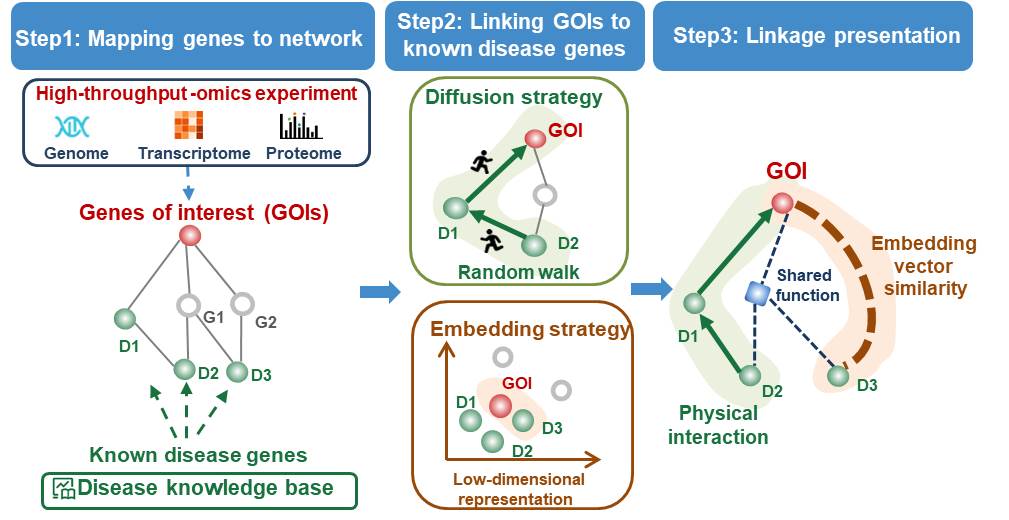 Step1: Mapping genes to network
High-throughput -omics experiment
Genome
Transcriptome
Proteome
Genes of interest (GOIs)
G1
G2
D1
D2
D3
Known disease genes
Disease knowledge base
Step2: Linking GOIs to
known disease genes
Diffusion strategy
GOI
D1
D2
Random walk
Embedding strategy
GOI
D1
D3
D2
Low-dimensional
representation
Step3: Linkage presentation
GOI
Embedding
vector
similarity
Shared
function
D1
D2
D3
Physical
interaction